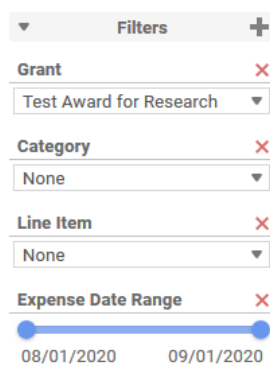 Filters
Grant
Test Award for Research
Category
None
Line Item
None
Expense Date Range
08/01/2020 09/01/2020